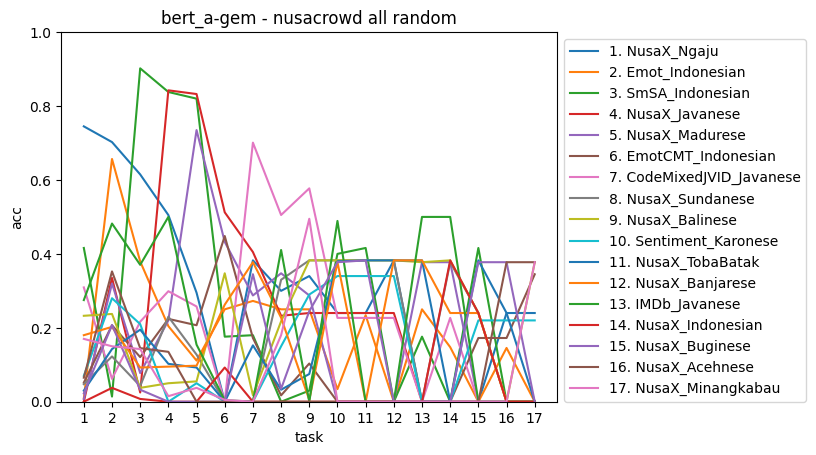 bert_a-gem - nusacrowd all random
1.0
0.8
0.6
0.4
0.2
0.0
acc
1 2 3 4 5 6 7 8 9 10 11 12 13 14 15 16 17
task
1. NusaX_Ngaju
2. Emot_Indonesian
3. SmSA_Indonesian
4. NusaX_Javanese
5. NusaX_Madurese
6. EmotCMT_Indonesian
7. CodeMixedJVID_Javanese
8. NusaX_Sundanese
9. NusaX_Balinese
10. Sentiment_Karonese
11. NusaX_TobaBatak
12. NusaX_Banjarese
13. IMDb_Javanese
14. NusaX_Indonesian
15. NusaX_Buginese
16. NusaX_Acehnese
17. NusaX_Minangkabau